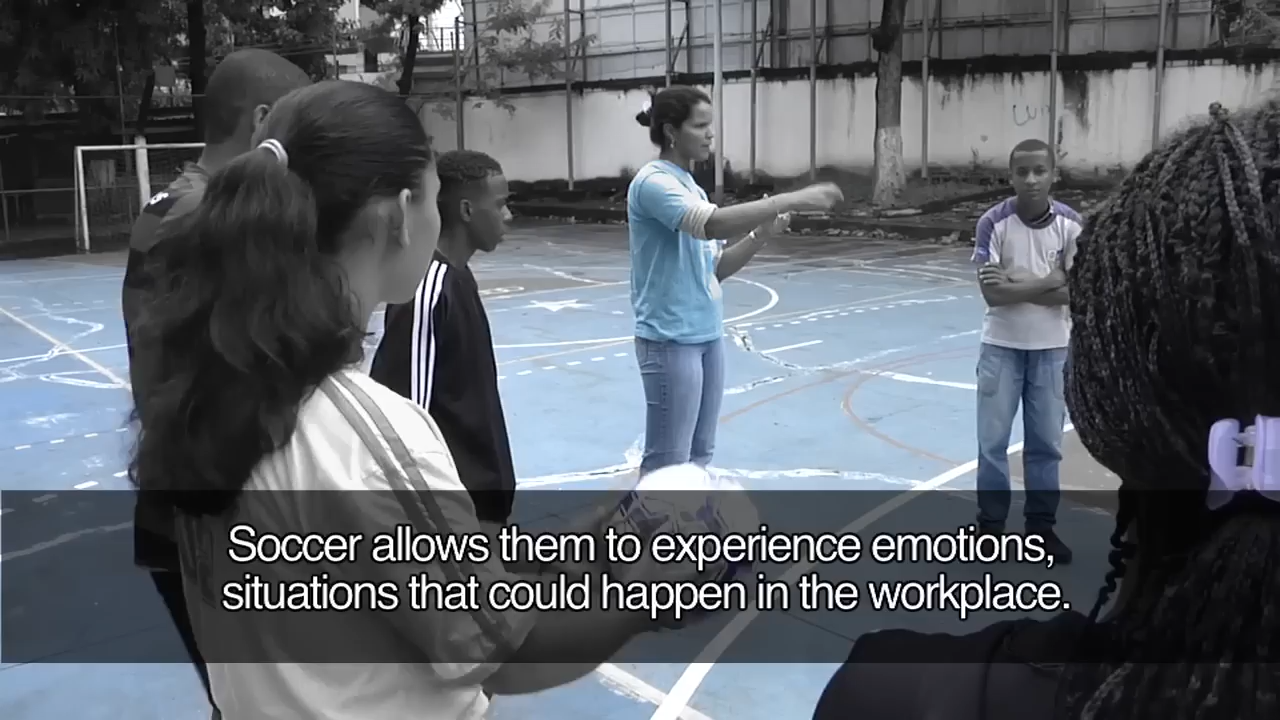 Soccer allows them to experience emotions,
situations that could happen in the workplace.